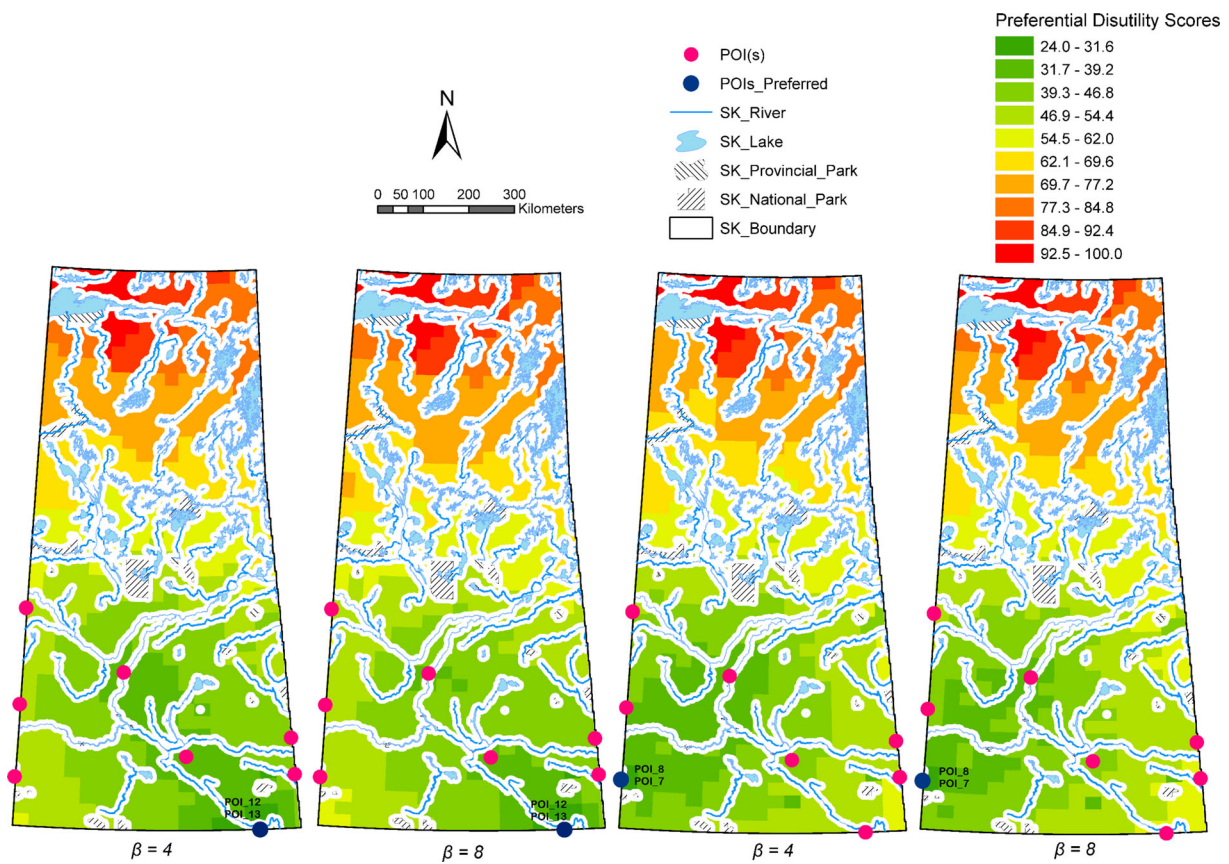 Preferential Disutility Scores
24.0 - 31.6
31.7 - 39.2
39.3 - 46.8
46.9 - 54.4
54.5 - 62.0
62.1 - 69.6
69.7 - 77.2
77.3 - 84.8
84.9 - 92.4
92.5 - 100.0
POI(s)
POIs_Preferred
SK_River
SK_Lake
SK_Provincial_Park
SK_National_Park
SK_Boundary
N
0 50 100 200 300
Kilometers
POI_12
POI_13
POI_12
POI_13
POI_8
POI_7
POI_8
POI_7
β = 4
β = 8
β = 4
β = 8